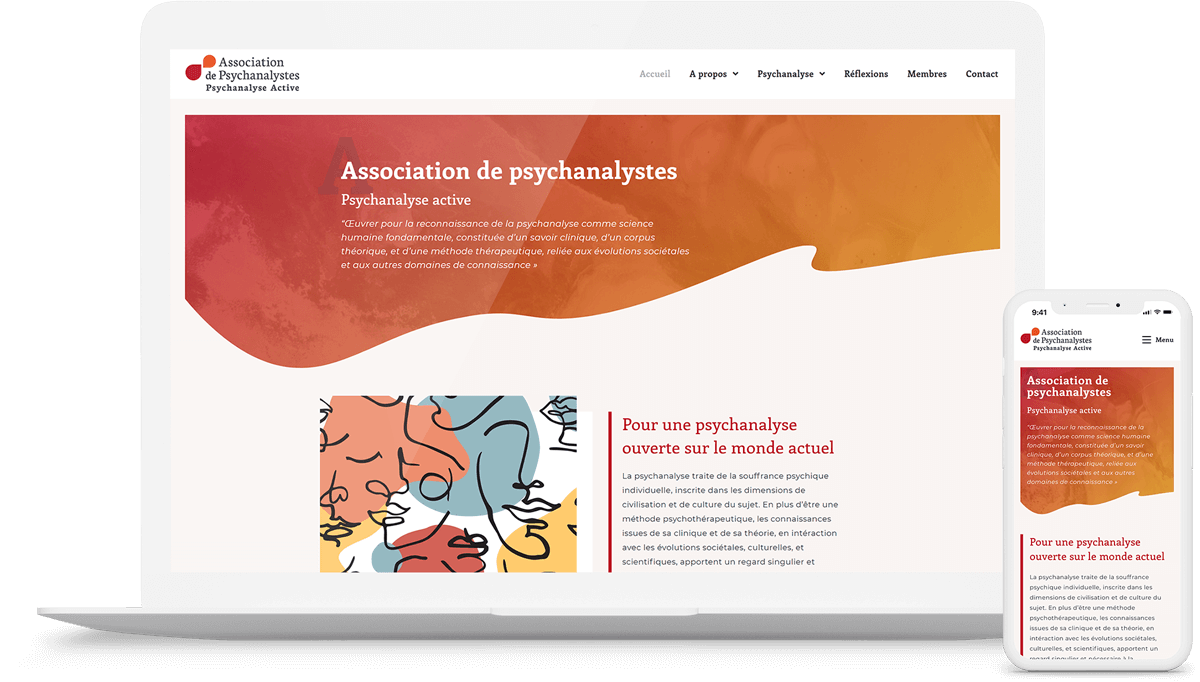 Association
de Psychanalystes
Psychanalyse Active
Accueil
A propos
Psychanalyse
Réflexions
Membres
Contact
A
Association de psychanalystes
Psychanalyse active
“Œuvrer pour la reconnaissance de la psychanalyse comme science
humaine fondamentale, constituée d’un savoir clinique, d’un corpus
théorique, et d’une méthode thérapeutique, reliée aux évolutions sociétales
et aux autres domaines de connaissance »
Pour une psychanalyse
ouverte sur le monde actuel
La psychanalyse traite de la souffrance psychique
individuelle, inscrite dans les dimensions de
civilisation et de culture du sujet. En plus d’être une
méthode psychothérapeutique, les connaissances
issues de sa clinique et de sa théorie, en interaction
avec les évolutions sociétales, culturelles, et
scientifiques, apportent un regard singulier et
9:41
Association
de Psychanalystes
Psychanalyse Active
Menu
Association de
psychanalystes
Psychanalyse active
“Œuvrer pour la reconnaissance de la
psychanalyse comme science humaine
fondamentale, constituée d’un savoir
clinique, d’un corpus théorique, et d’une
méthode thérapeutique, reliée aux
évolutions sociétales et aux autres
domaines de connaissance »
Pour une psychanalyse
ouverte sur le monde actuel
La psychanalyse traite de la souffrance
psychique individuelle, inscrite dans les
dimensions de civilisation et de culture du
sujet. En plus d’être une méthode
psychothérapeutique, les connaissances
issues de sa clinique et de sa théorie, en
intéraction avec les évolutions sociétales,
culturelles, et scientifiques, apportent un
regard singulier et nécessaire à la